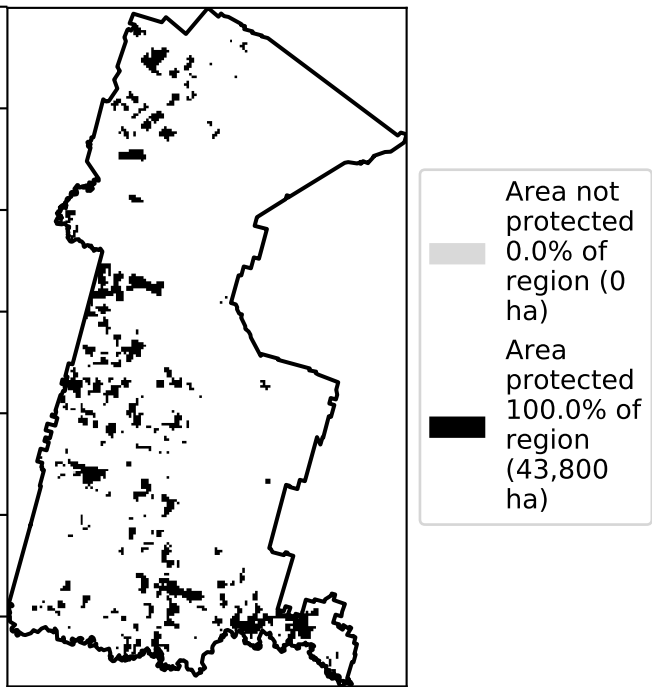 Area not
protected
0.0% of
region (0
ha)
Area
protected
100.0% of
region
(43,800
ha)